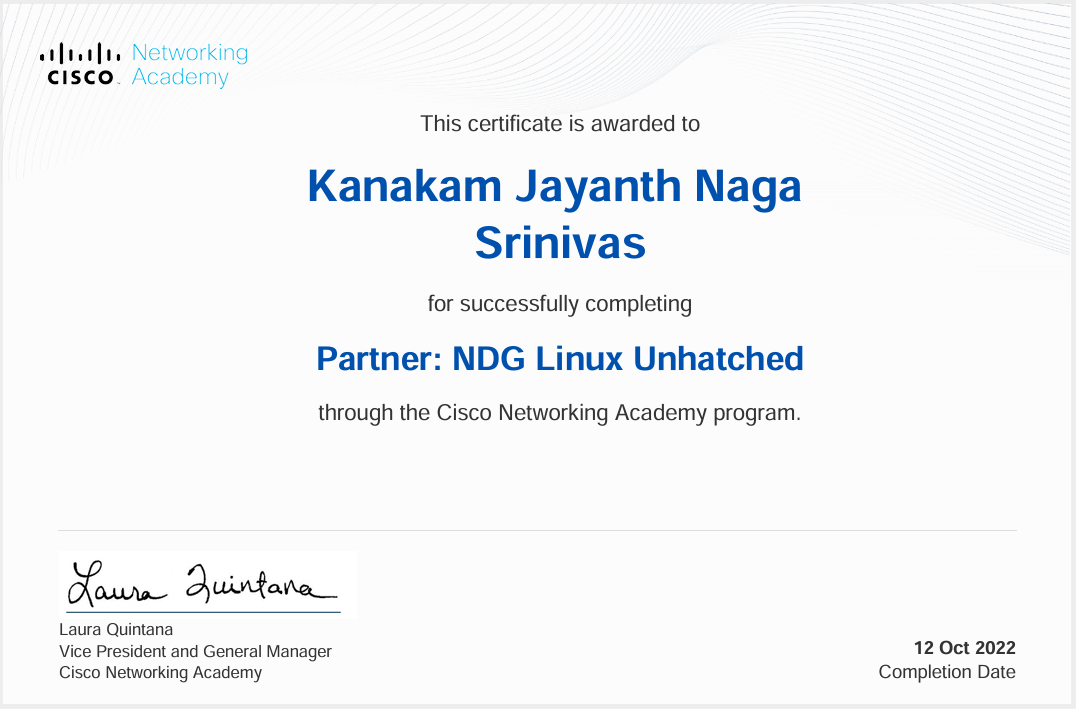 Networking
CISCO Academy
This certificate is awarded to
Kanakam Jayanth Naga
Srinivas
for successfully completing
Partner: NDG Linux Unhatched
through the Cisco Networking Academy program.
Laura Quintana
Laura Quintana
Vice President and General Manager
Cisco Networking Academy
12 Oct 2022
Completion Date